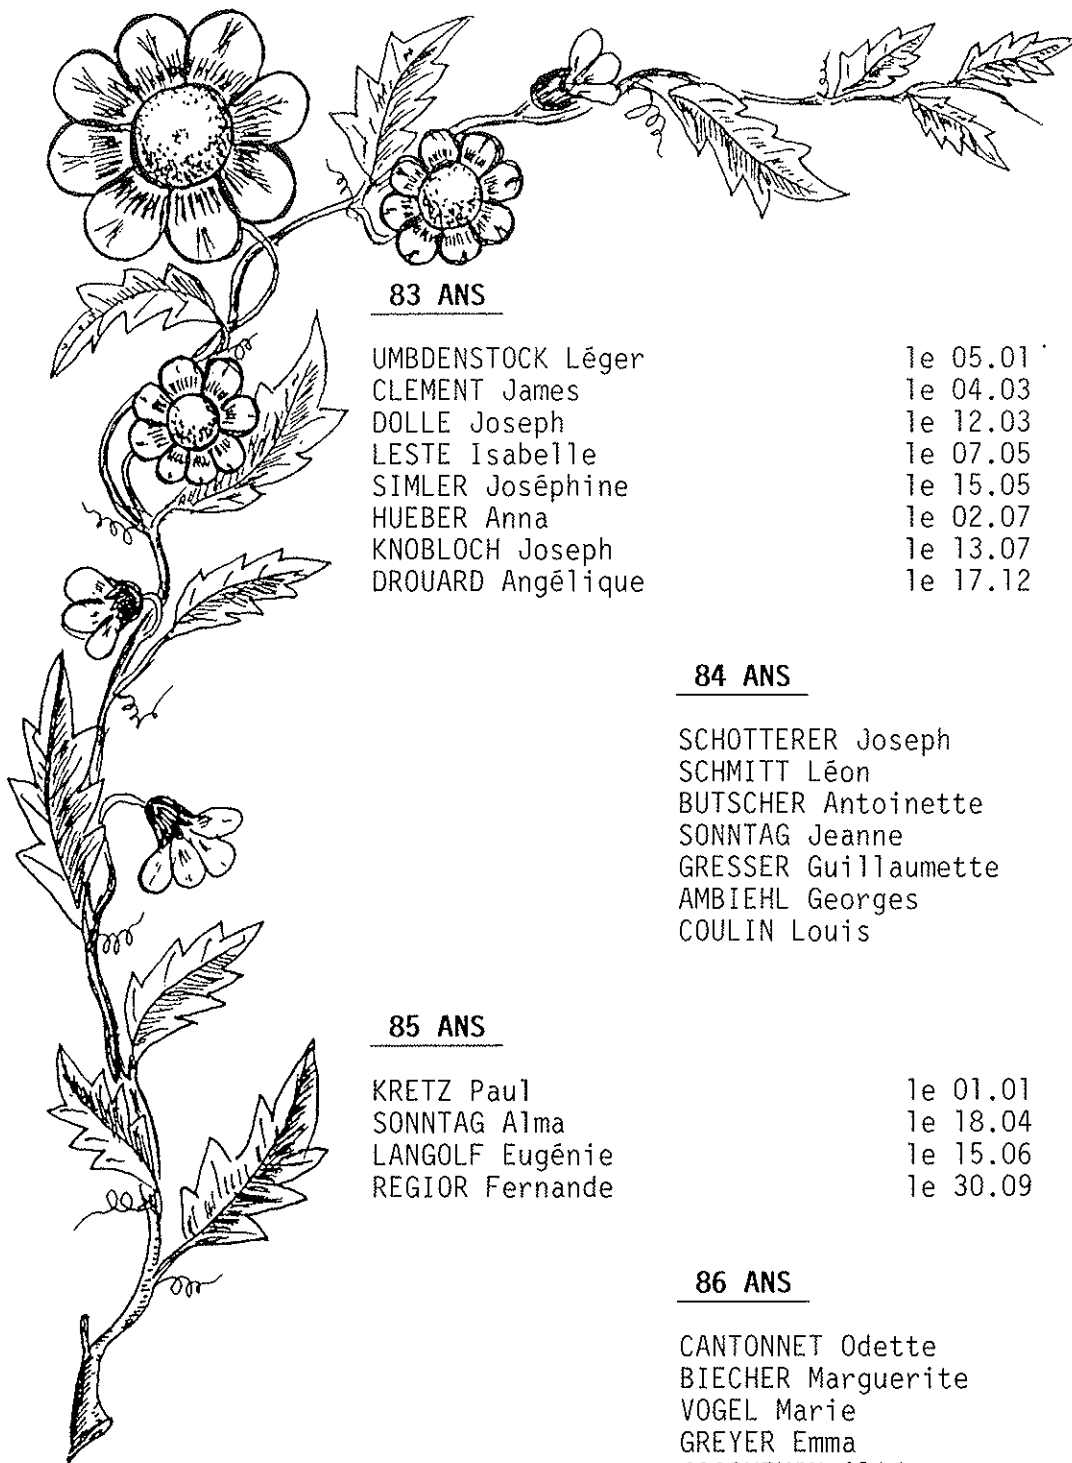 83 ANS
UMBDENSTOCK Léger le 05.01
CLEMENT James le 04.03
DOLLE Joseph le 12.03
LESTE Isabelle le 07.05
SIMLER Joséphine le 15.05
HUEBER Anna le 02.07
KNOBLOCH Joseph le 13.07
DROUARD Angélique le 17.12
84 ANS
SCHOTTERER Joseph
SCHMITT Léon
BUTSCHER Antoinette
SONNTAG Jeanne
GRESSER Guillaumette
AMBIEHL Georges
COULIN Louis
85 ANS
KRETZ Paul le 01.01
SONNTAG Alma le 18.04
LANGOLF Eugénie le 15.06
REGIOR Fernande le 30.09
86 ANS
CANTONNET Odette
BIECHER Marguerite
VOGEL Marie
GREYER Emma